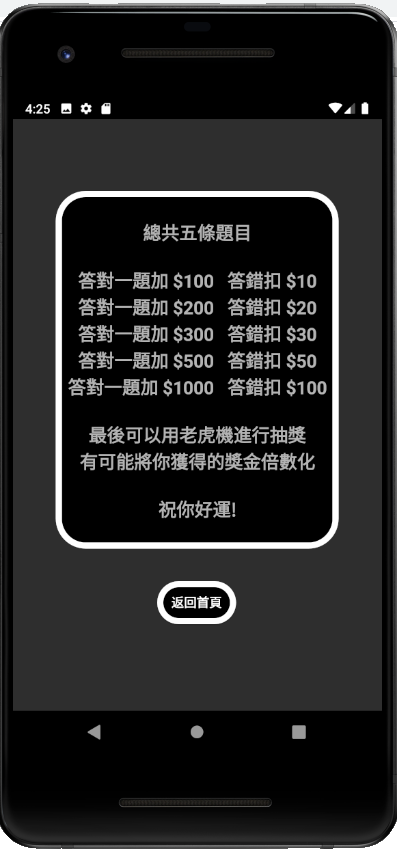 4:25
總共五條題目
答對一題加 $100 答錯扣 $10
答對一題加 $200 答錯扣 $20
答對一題加 $300 答錯扣 $30
答對一題加 $500 答錯扣 $50
答對一題加 $1000 答錯扣 $100
最後可以用老虎機進行抽獎
有可能將你獲得的獎金倍數化
祝你好運!
返回首頁